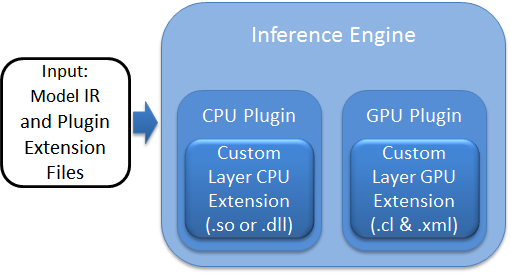 Input:
Model IR
and Plugin
Extension
Files
Inference Engine
CPU Plugin
Custom
Layer CPU
Extension
(.so or .dll)
GPU Plugin
Custom
Layer GPU
Extension
(.cl & .xml)